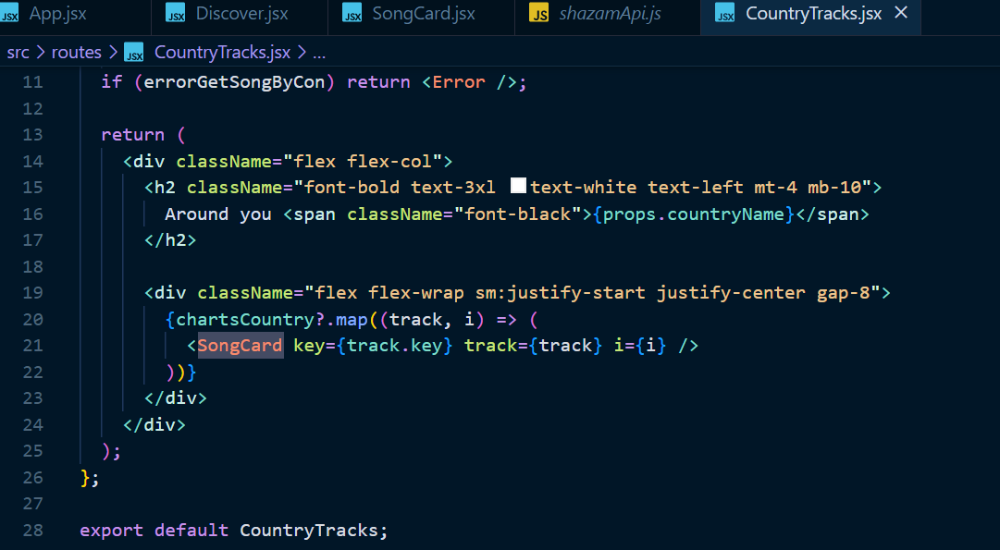 JSX App.jsx JSX Discover.jsx JSX SongCard.jsx JS shazamApi.js JSX CountryTracks.jsx ×
src > routes > JSX CountryTracks.jsx > ...
11 if (errorGetSongByCon) return <Error />;
12
13 return (
14 <div className="flex flex-col">
15 <h2 className="font-bold text-3xl text-white text-left mt-4 mb-10">
16 Around you <span className="font-black">{props.countryName}</span>
17 </h2>
18
19 <div className="flex flex-wrap sm:justify-start justify-center gap-8">
20 {chartsCountry?.map((track, i) => (
21 <SongCard key={track.key} track={track} i={i} />
22 ))}
23 </div>
24 </div>
25 );
26 };
27
28 export default CountryTracks;